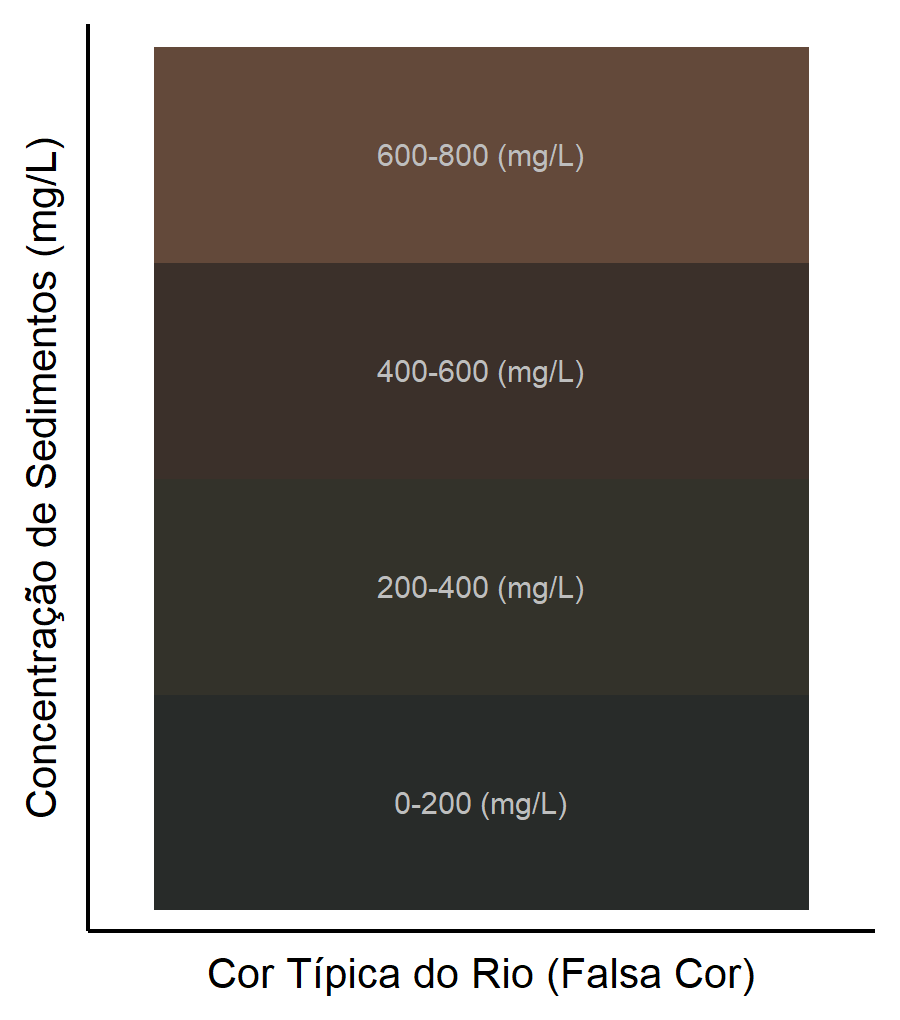 Concentração de Sedimentos (mg/L)
600-800 (mg/L)
400-600 (mg/L)
200-400 (mg/L)
0-200 (mg/L)
Cor Típica do Rio (Falsa Cor)